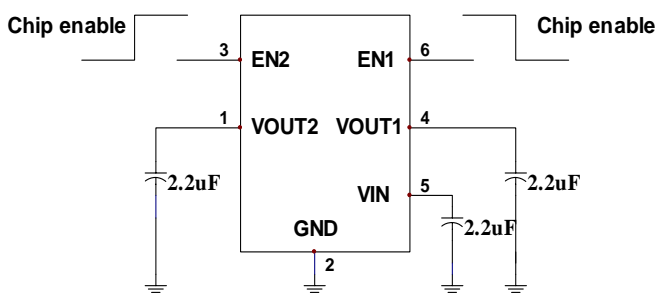 Chip enable
Chip enable
3 EN2 EN1 6
1 VOUT2 VOUT1 4
2.2uF 2.2uF
VIN 5
2.2uF
GND
2